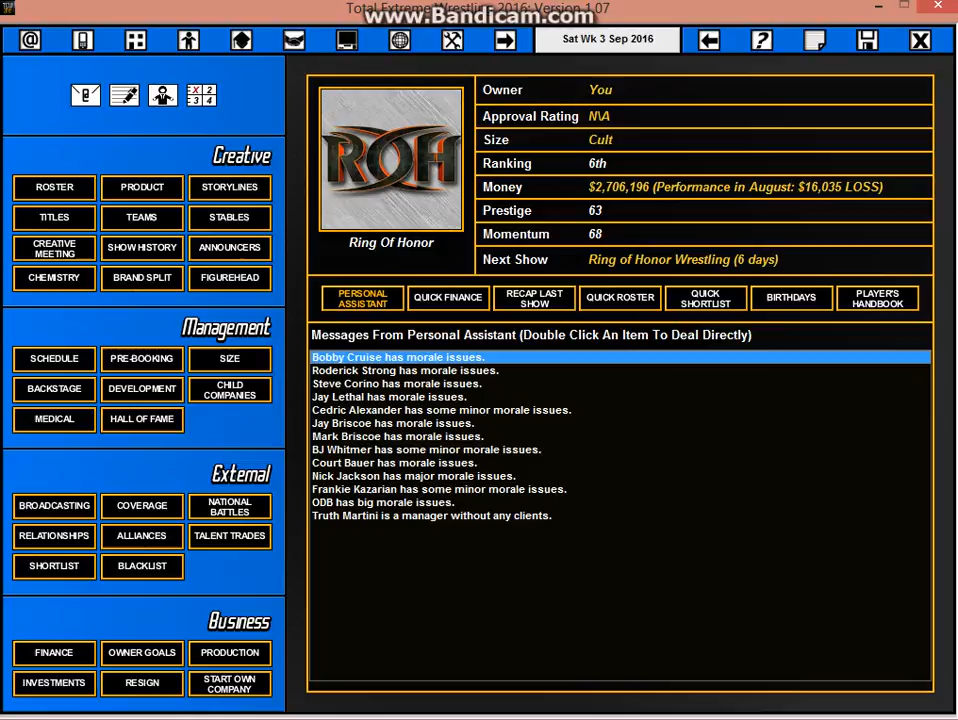 Total Extreme Wrestling 2016: Version 1.07
www.Bandicam.com
Sat Wk 3 Sep 2016
Creative
ROSTER
PRODUCT
STORYLINES
TITLES
TEAMS
STABLES
CREATIVE
MEETING
SHOW HISTORY
ANNOUNCERS
CHEMISTRY
BRAND SPLIT
FIGUREHEAD
Management
SCHEDULE
PRE-BOOKING
SIZE
BACKSTAGE
DEVELOPMENT
CHILD
COMPANIES
MEDICAL
HALL OF FAME
External
BROADCASTING
COVERAGE
NATIONAL
BATTLES
RELATIONSHIPS
ALLIANCES
TALENT TRADES
SHORTLIST
BLACKLIST
Business
FINANCE
OWNER GOALS
PRODUCTION
INVESTMENTS
RESIGN
START OWN
COMPANY
ROH
Ring Of Honor
Owner You
Approval Rating N\A
Size Cult
Ranking 6th
Money $2,706,196 (Performance in August: $16,035 LOSS)
Prestige 63
Momentum 68
Next Show Ring of Honor Wrestling (6 days)
PERSONAL
ASSISTANT
QUICK FINANCE
RECAP LAST
SHOW
QUICK ROSTER
QUICK
SHORTLIST
BIRTHDAYS
PLAYER'S
HANDBOOK
Messages From Personal Assistant (Double Click An Item To Deal Directly)
Bobby Cruise has morale issues.
Roderick Strong has morale issues.
Steve Corino has morale issues.
Jay Lethal has morale issues.
Cedric Alexander has some minor morale issues.
Jay Briscoe has morale issues.
Mark Briscoe has morale issues.
BJ Whitmer has some minor morale issues.
Court Bauer has morale issues.
Nick Jackson has major morale issues.
Frankie Kazarian has some minor morale issues.
ODB has big morale issues.
Truth Martini is a manager without any clients.